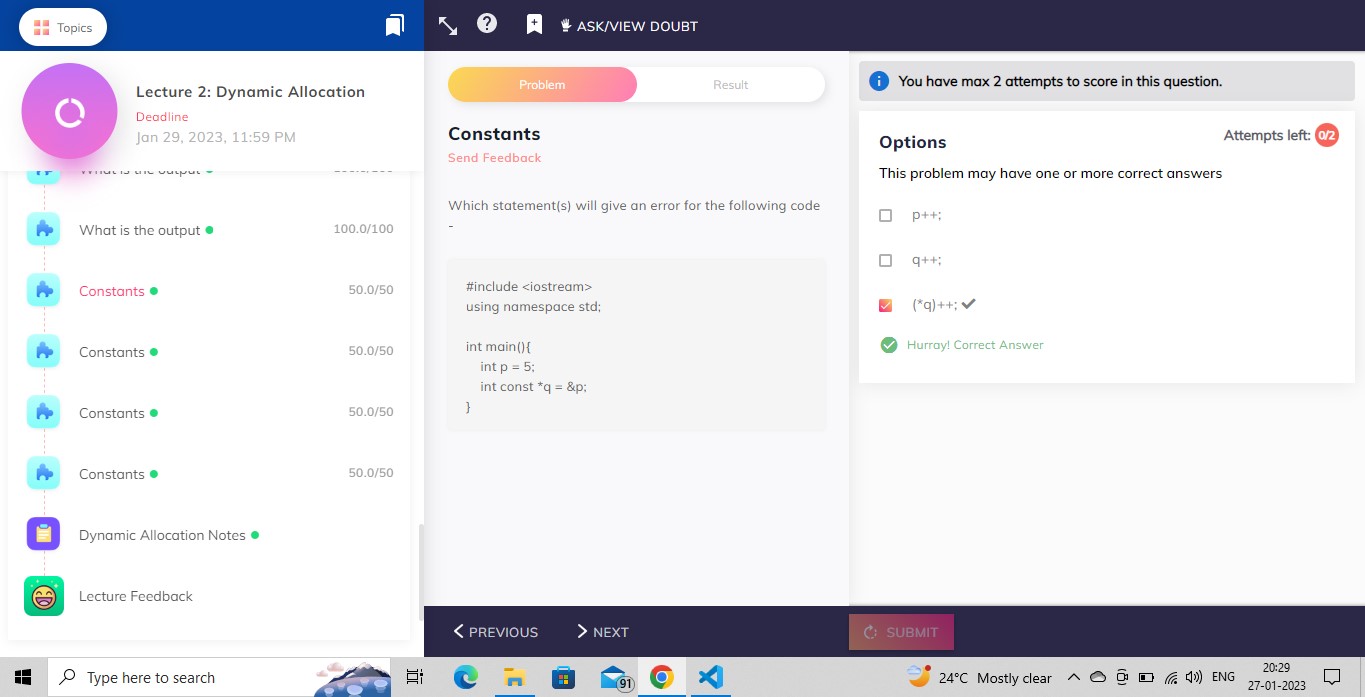 Topics
ASK/VIEW DOUBT
Lecture 2: Dynamic Allocation
Deadline
Jan 29, 2023, 11:59 PM
What is the output
What is the output 100.0/100
Constants 50.0/50
Constants 50.0/50
Constants 50.0/50
Constants 50.0/50
Dynamic Allocation Notes
Lecture Feedback
Problem Result
Constants
Send Feedback
Which statement(s) will give an error for the following code
-
#include <iostream>
using namespace std;
int main(){
int p = 5;
int const *q = &p;
}
PREVIOUS NEXT
You have max 2 attempts to score in this question.
Options
Attempts left: 0/2
This problem may have one or more correct answers
p++;
q++;
(*q)++;
Hurray! Correct Answer
SUBMIT
Type here to search
91
24°C Mostly clear
ENG
20:29
27-01-2023